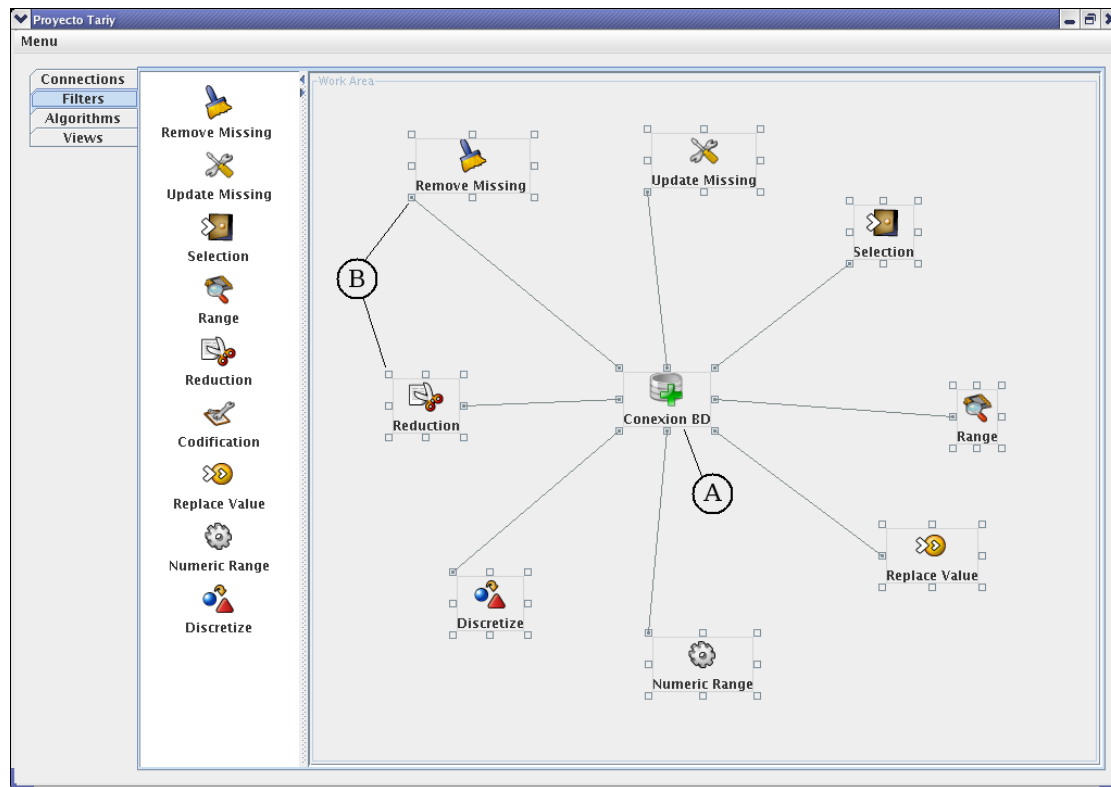 Proyecto Tariy
Menu
Connections
Filters
Algorithms
Views
Remove Missing
Update Missing
Selection
Range
Reduction
Codification
Replace Value
Numeric Range
Discretize
Work Area
Remove Missing
Update Missing
Selection
B
Reduction
Conexion BD
Range
A
Replace Value
Discretize
Numeric Range